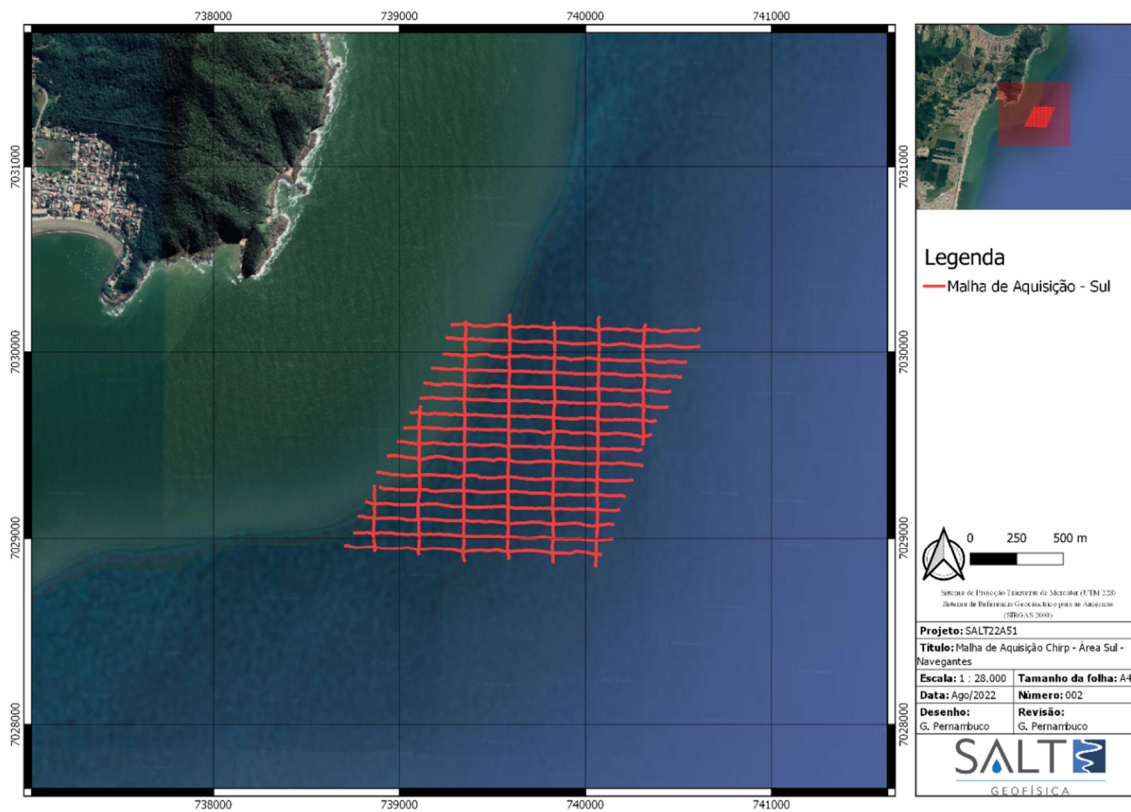 738000 739000 740000 741000
7031000 7031000
7030000 7030000
7029000 7029000
7028000 7028000
738000 739000 740000 741000
Legenda
Malha de Aquisição - Sul
0 250 500 m
Sistema de Projeção Transverso de Mercator (UTM 22S)
Sistema de Referência Geocêntrico para as Américas
(SIRGAS 2000)
Projeto: SALT22A51
Título: Malha de Aquisição Chirp - Área Sul -
Navegantes
Escala: 1 : 28.000 Tamanho da folha: A4
Data: Ago/2022 Número: 002
Desenho: Revisão:
G. Pernambuco G. Pernambuco
SALT
GEOFÍSICA